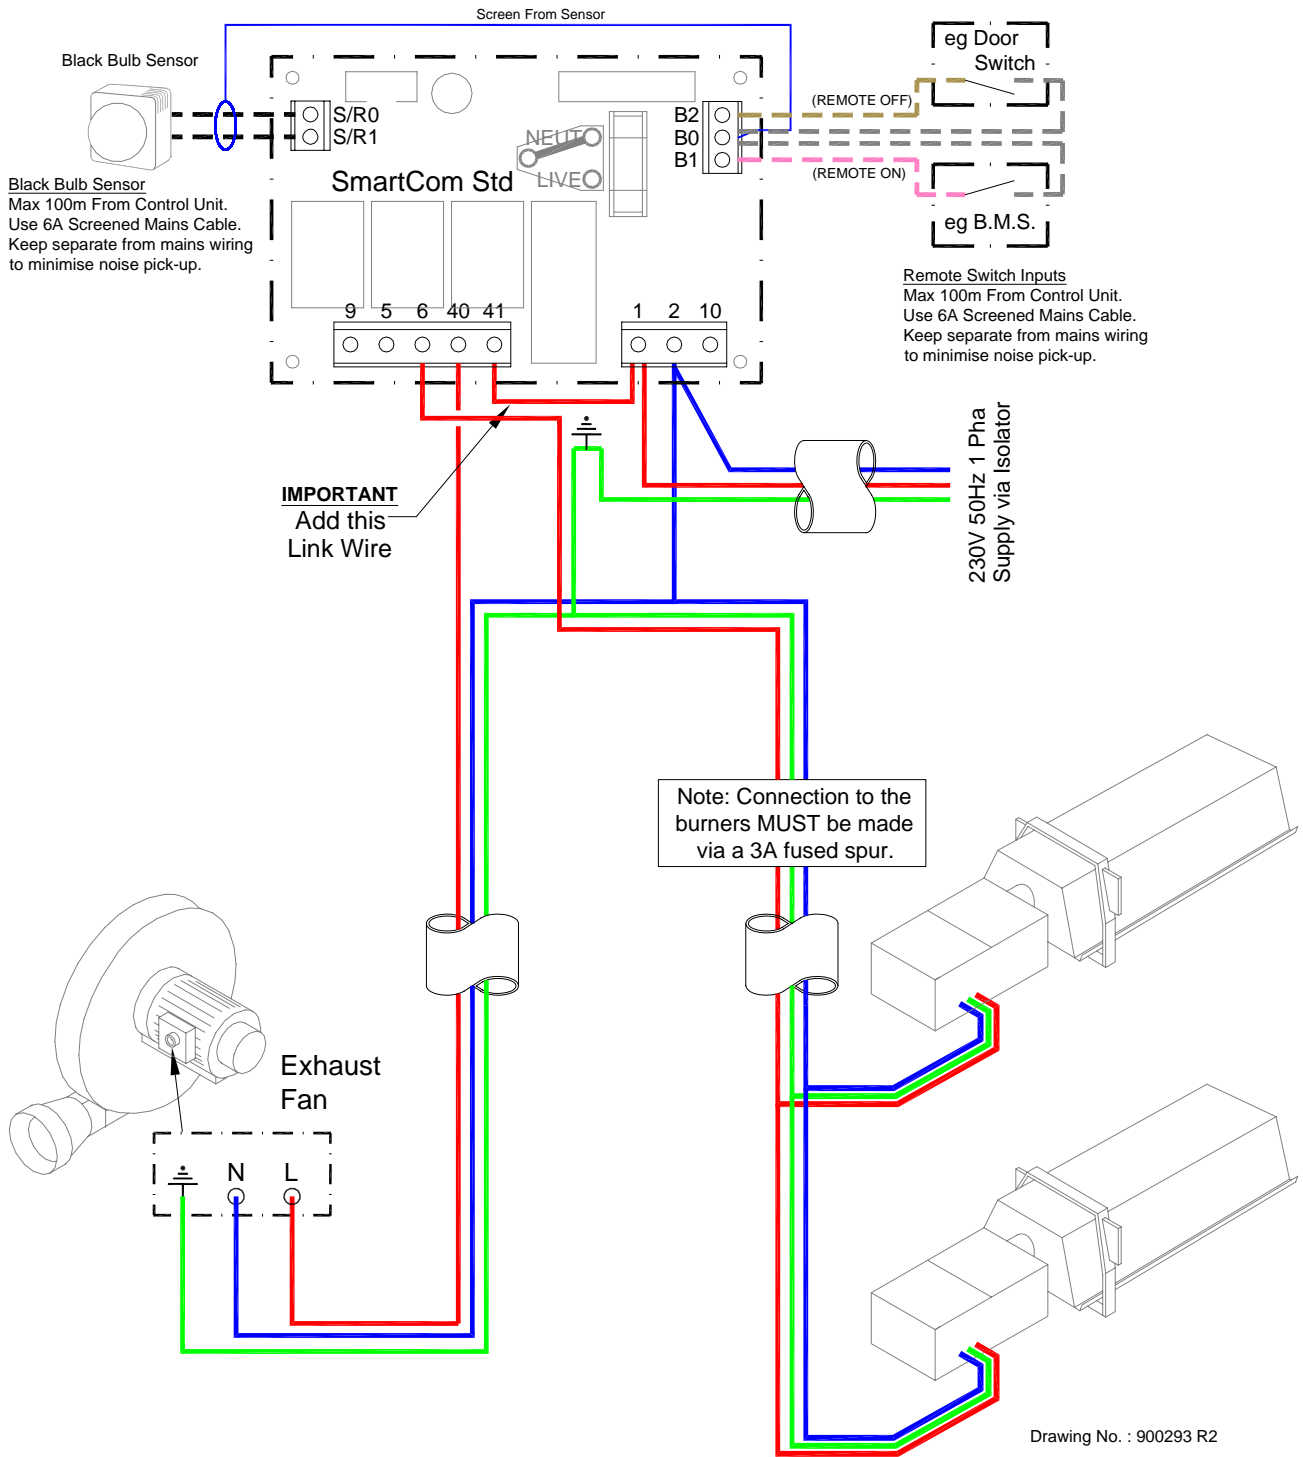 Screen From Sensor
Black Bulb Sensor
eg Door
Switch
S/R0
S/R1
(REMOTE OFF)
B2
B0
B1
NEUT
LIVE
(REMOTE ON)
SmartCom Std
eg B.M.S.
Black Bulb Sensor
Max 100m From Control Unit.
Use 6A Screened Mains Cable.
Keep separate from mains wiring
to minimise noise pick-up.
Remote Switch Inputs
Max 100m From Control Unit.
Use 6A Screened Mains Cable.
Keep separate from mains wiring
to minimise noise pick-up.
9 5 6 40 41
1 2 10
IMPORTANT
Add this
Link Wire
230V 50Hz 1 Pha
Supply via Isolator
Note: Connection to the
burners MUST be made
via a 3A fused spur.
Exhaust
Fan
N L
Drawing No. : 900293 R2